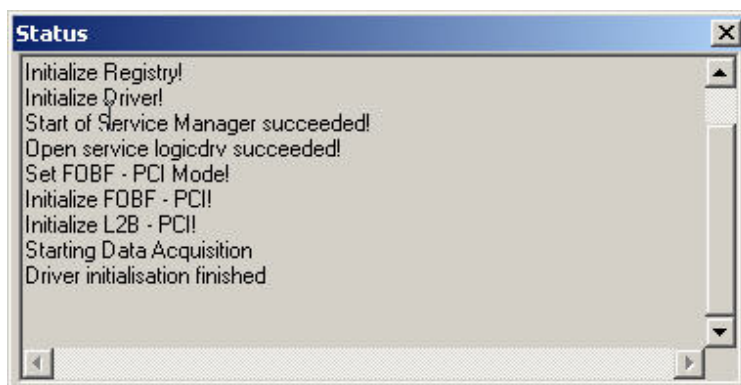 Status
Initialize Registry!
Initialize Driver!
Start of Service Manager succeeded!
Open service logicdrv succeeded!
Set FOBF - PCI Mode!
Initialize FOBF - PCI!
Initialize L2B - PCI!
Starting Data Acquisition
Driver initialisation finished